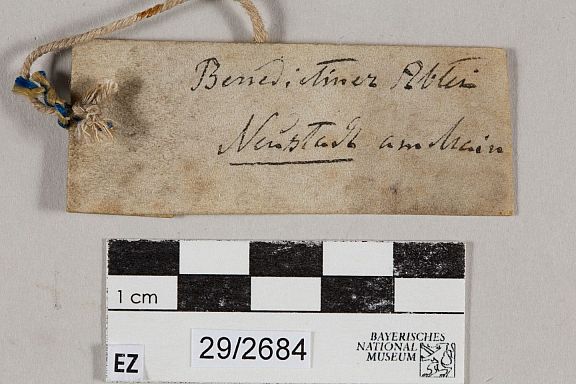 Benedictiner Abtei
Neustadt am Main
1 cm
BAYERISCHES
NATIONAL
MUSEUM
EZ
29/2684